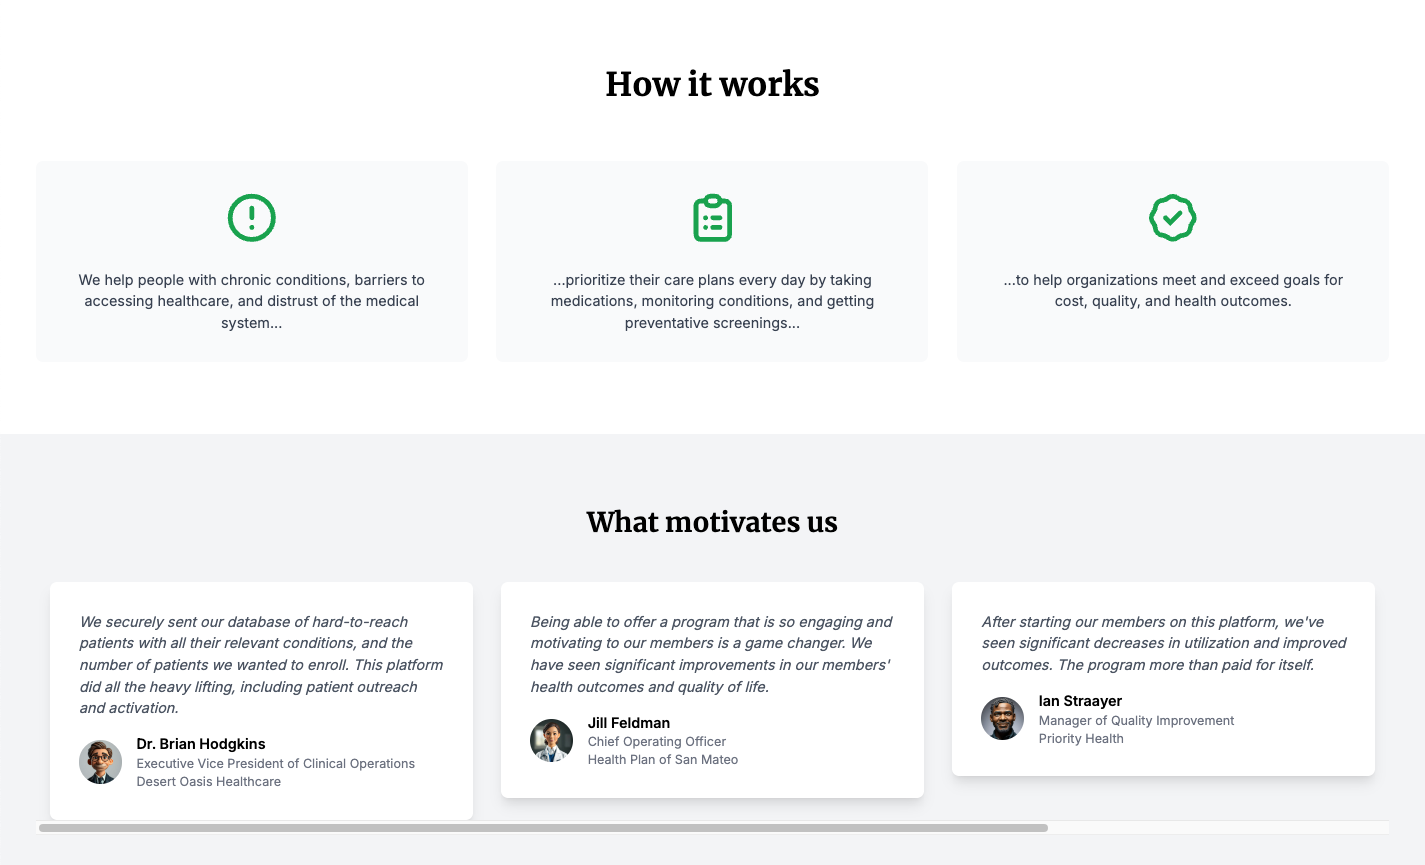 How it works
We help people with chronic conditions, barriers to
accessing healthcare, and distrust of the medical
system...
...prioritize their care plans every day by taking
medications, monitoring conditions, and getting
preventative screenings...
...to help organizations meet and exceed goals for
cost, quality, and health outcomes.
What motivates us
We securely sent our database of hard-to-reach
patients with all their relevant conditions, and the
number of patients we wanted to enroll. This platform
did all the heavy lifting, including patient outreach
and activation.
Dr. Brian Hodgkins
Executive Vice President of Clinical Operations
Desert Oasis Healthcare
Being able to offer a program that is so engaging and
motivating to our members is a game changer. We
have seen significant improvements in our members'
health outcomes and quality of life.
Jill Feldman
Chief Operating Officer
Health Plan of San Mateo
After starting our members on this platform, we've
seen significant decreases in utilization and improved
outcomes. The program more than paid for itself.
Ian Straayer
Manager of Quality Improvement
Priority Health